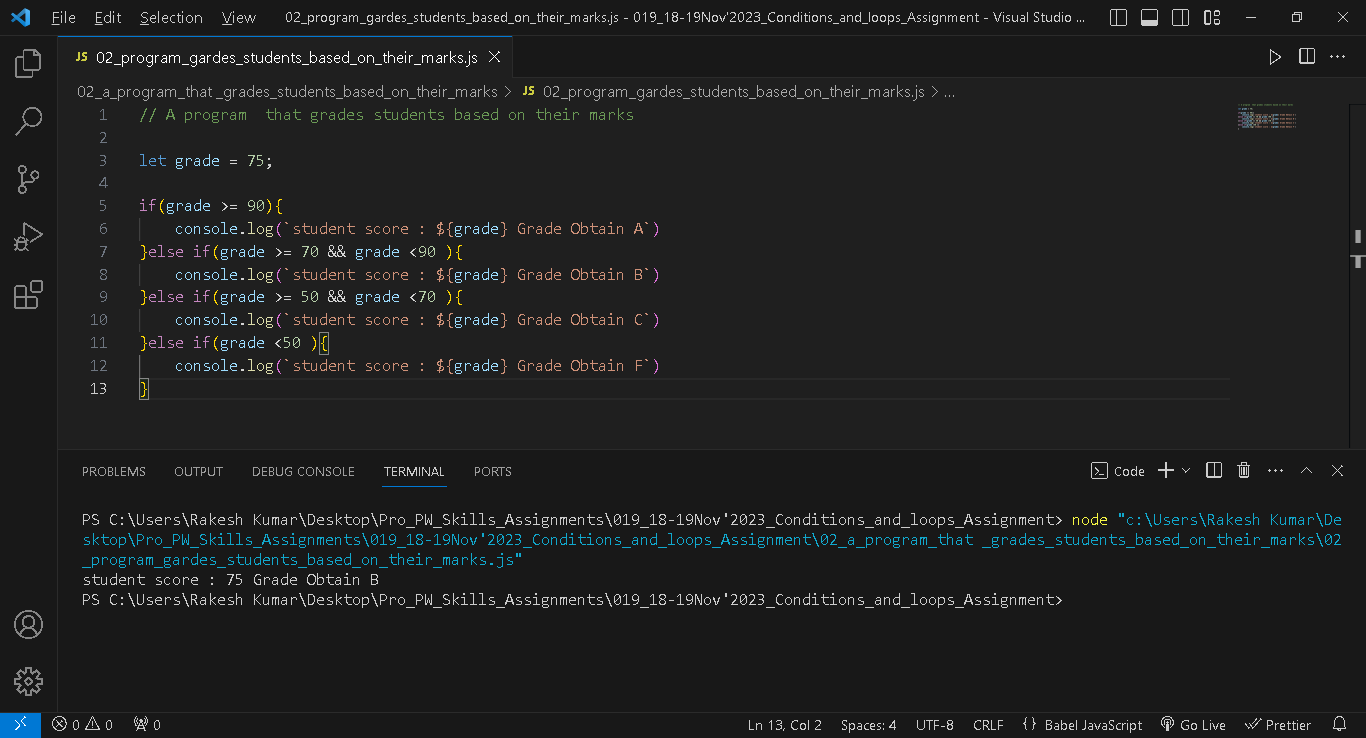 File Edit Selection View 02_program_gardes_students_based_on_their_marks.js - 019_18-19Nov'2023_Conditions_and_loops_Assignment - Visual Studio ...
JS 02_program_gardes_students_based_on_their_marks.js
02_a_program_that _grades_students_based_on_their_marks > JS 02_program_gardes_students_based_on_their_marks.js > ...
1 // A program  that grades students based on their marks
2
3 let grade = 75;
4
5 if(grade >= 90){
6     console.log(`student score : ${grade} Grade Obtain A`)
7 }else if(grade >= 70 && grade <90 ){
8     console.log(`student score : ${grade} Grade Obtain B`)
9 }else if(grade >= 50 && grade <70 ){
10     console.log(`student score : ${grade} Grade Obtain C`)
11 }else if(grade <50 ){
12     console.log(`student score : ${grade} Grade Obtain F`)
13 }
PROBLEMS OUTPUT DEBUG CONSOLE TERMINAL PORTS Code
PS C:\Users\Rakesh Kumar\Desktop\Pro_PW_Skills_Assignments\019_18-19Nov'2023_Conditions_and_loops_Assignment> node "c:\Users\Rakesh Kumar\De
sktop\Pro_PW_Skills_Assignments\019_18-19Nov'2023_Conditions_and_loops_Assignment\02_a_program_that _grades_students_based_on_their_marks\02
_program_gardes_students_based_on_their_marks.js"
student score : 75 Grade Obtain B
PS C:\Users\Rakesh Kumar\Desktop\Pro_PW_Skills_Assignments\019_18-19Nov'2023_Conditions_and_loops_Assignment>
0 0 0 Ln 13, Col 2 Spaces: 4 UTF-8 CRLF {} Babel JavaScript Go Live Prettier